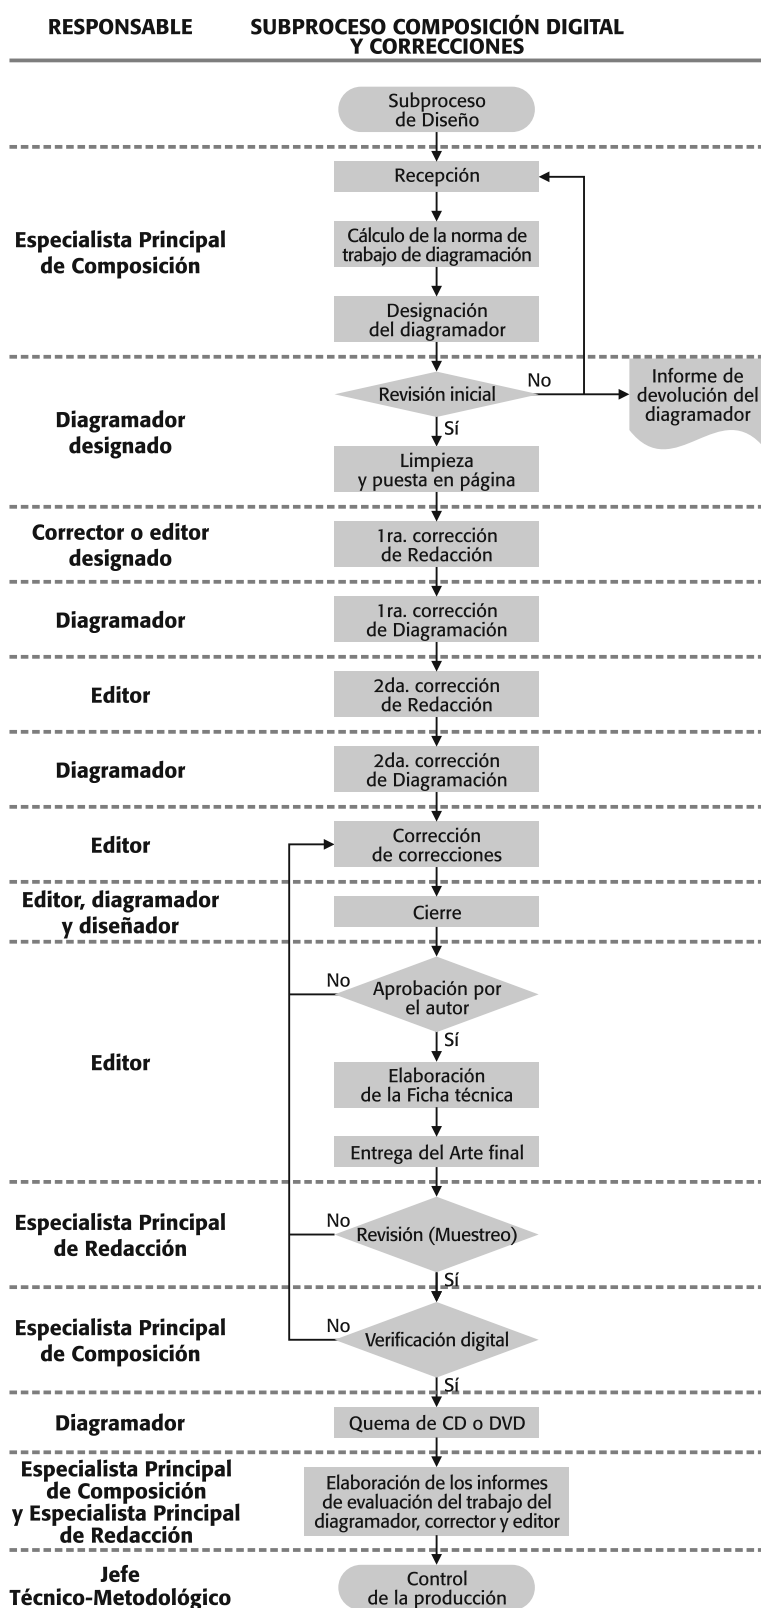 RESPONSABLE
SUBPROCESO COMPOSICIÓN DIGITAL
Y CORRECCIONES
Subproceso
de Diseño
Especialista Principal
de Composición
Recepción
Cálculo de la norma de
trabajo de diagramación
Designación
del diagramador
Diagramador
designado
Revisión inicial
No
Informe de
devolución del
diagramador
Sí
Limpieza
y puesta en página
Corrector o editor
designado
1ra. corrección
de Redacción
Diagramador
1ra. corrección
de Diagramación
Editor
2da. corrección
de Redacción
Diagramador
2da. corrección
de Diagramación
Editor
Corrección
de correcciones
Editor, diagramador
y diseñador
Cierre
Editor
No
Aprobación por
el autor
Sí
Elaboración
de la Ficha técnica
Entrega del Arte final
Especialista Principal
de Redacción
No
Revisión (Muestreo)
Sí
Especialista Principal
de Composición
No
Verificación digital
Sí
Diagramador
Quema de CD o DVD
Especialista Principal
de Composición
y Especialista Principal
de Redacción
Elaboración de los informes
de evaluación del trabajo del
diagramador, corrector y editor
Jefe
Técnico-Metodológico
Control
de la producción